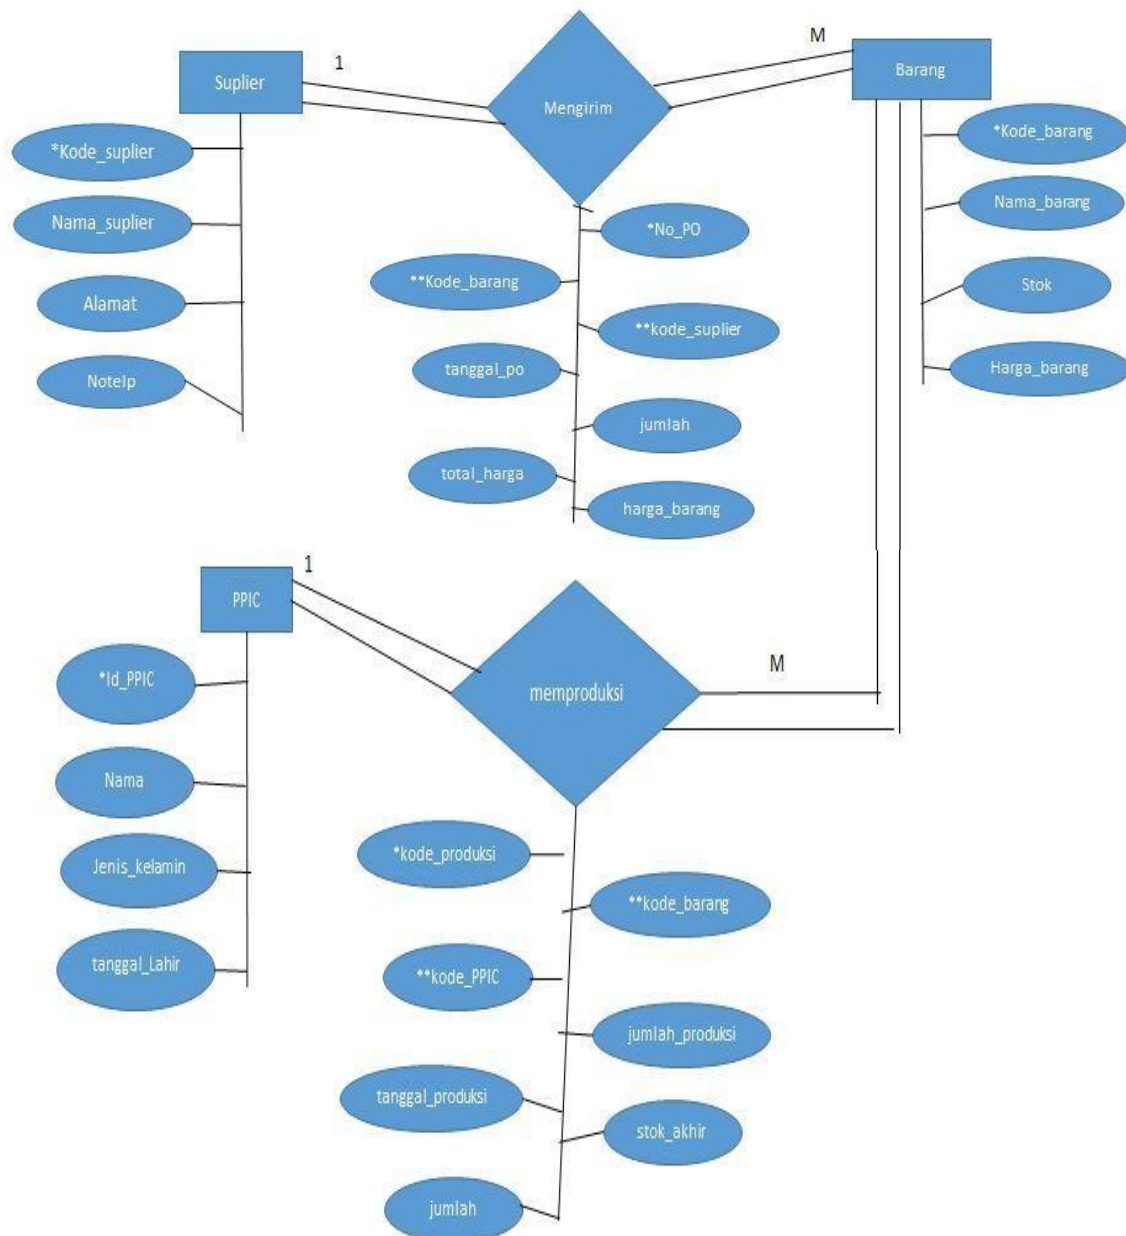 Suplier
1
Mengirim
M
Barang
*Kode_suplier
Nama_suplier
Alamat
Notelp
*No_PO
**Kode_barang
**kode_suplier
tanggal_po
jumlah
total_harga
harga_barang
*Kode_barang
Nama_barang
Stok
Harga_barang
PPIC
1
memproduksi
M
*Id_PPIC
Nama
Jenis_kelamin
tanggal_Lahir
*kode_produksi
**kode_barang
**kode_PPIC
jumlah_produksi
tanggal_produksi
stok_akhir
jumlah